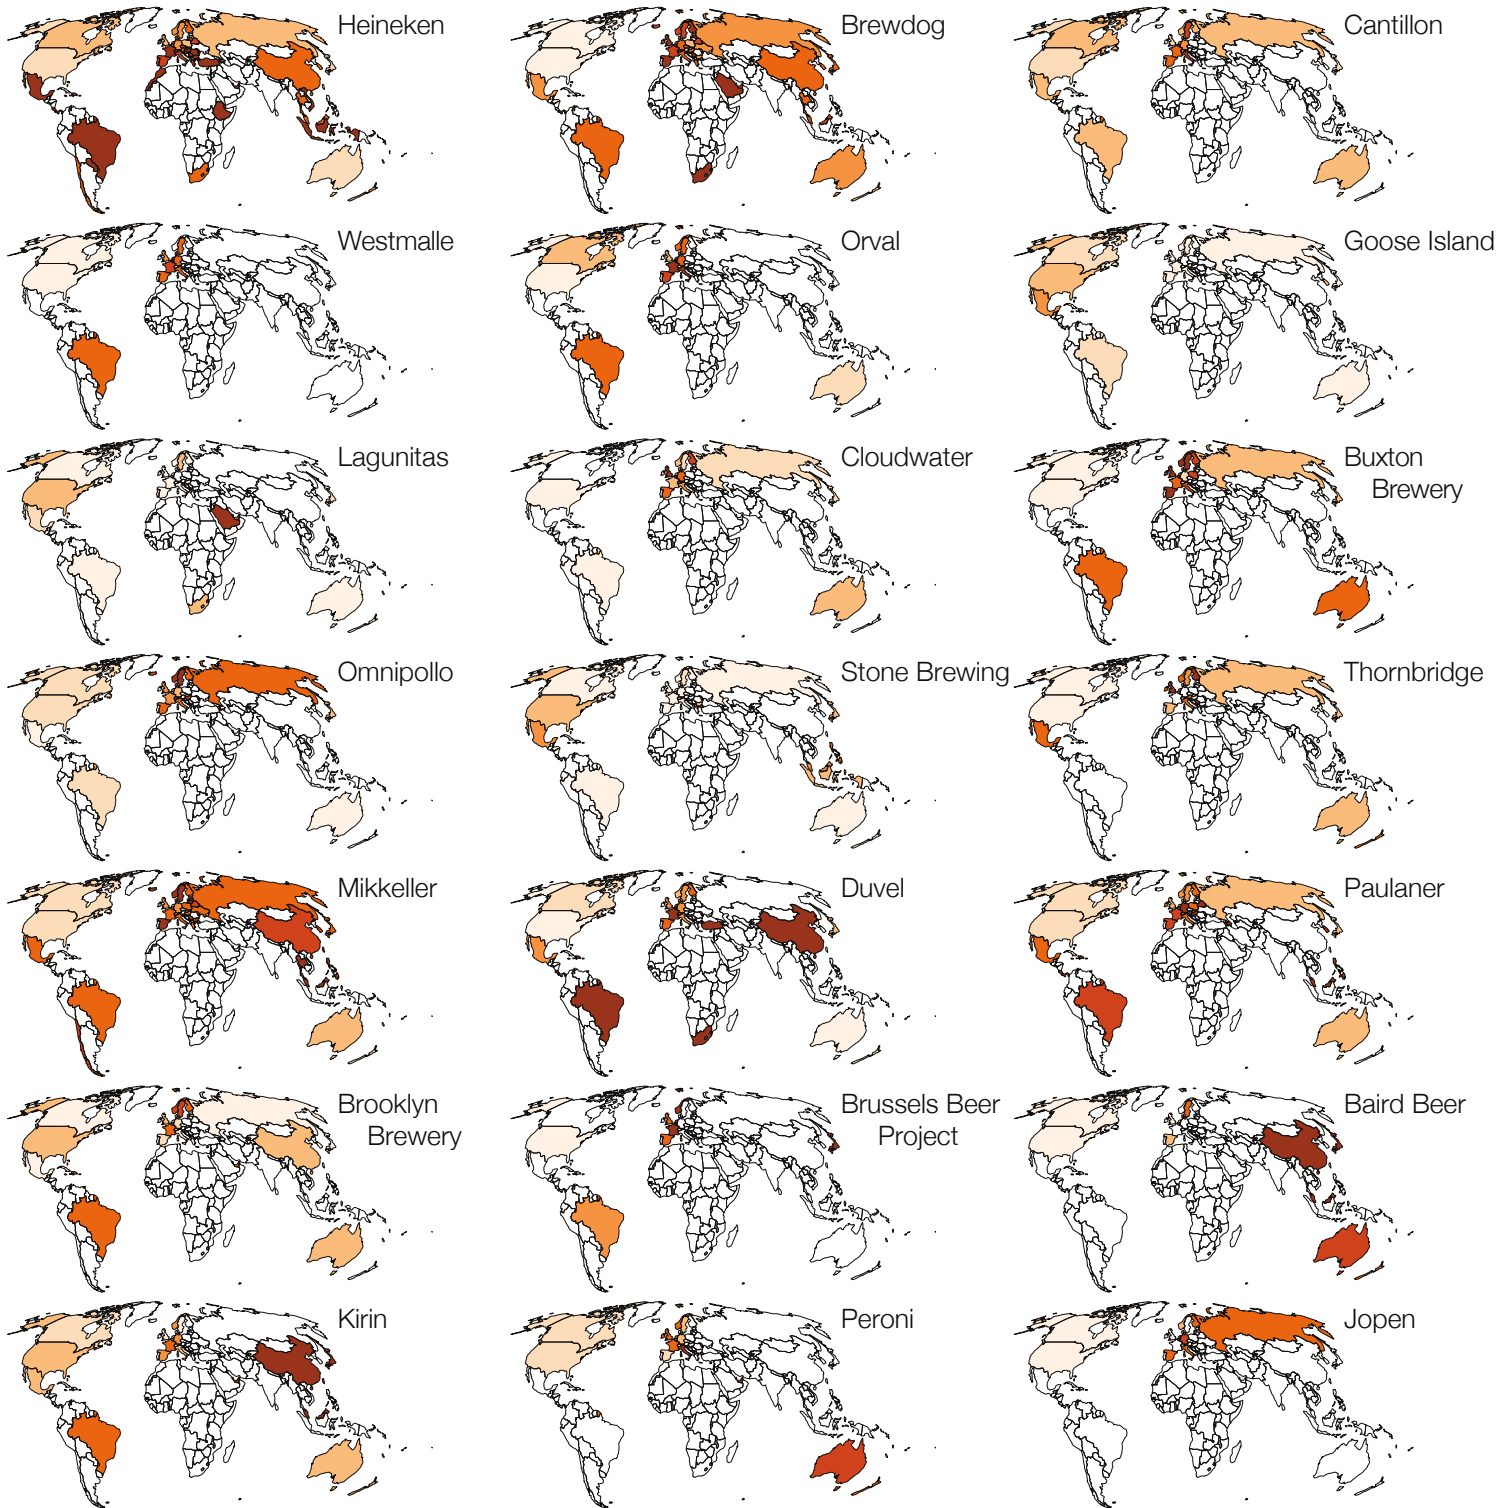 Heineken
Brewdog
Cantillon
Westmalle
Orval
Goose Island
Lagunitas
Cloudwater
Buxton
Brewery
Omnipollo
Stone Brewing
Thornbridge
Mikkeller
Duvel
Paulaner
Brooklyn
Brewery
Brussels Beer
Project
Baird Beer
Kirin
Peroni
Jopen